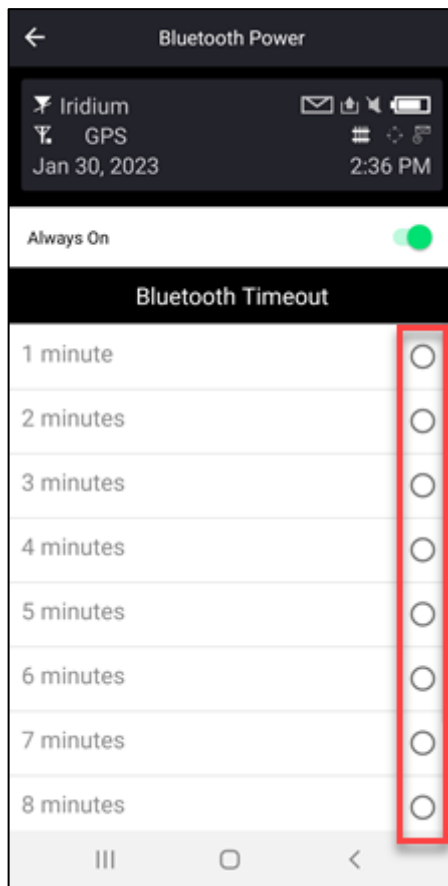 Bluetooth Power
Iridium
GPS
Jan 30, 2023 2:36 PM
Always On
Bluetooth Timeout
1 minute
2 minutes
3 minutes
4 minutes
5 minutes
6 minutes
7 minutes
8 minutes